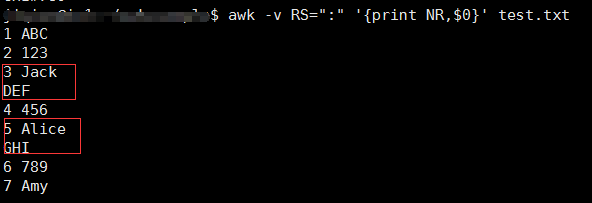 $ awk -v RS=":" '{print NR,$0}' test.txt
1 ABC
2 123
3 Jack
DEF
4 456
5 Alice
GHI
6 789
7 Amy